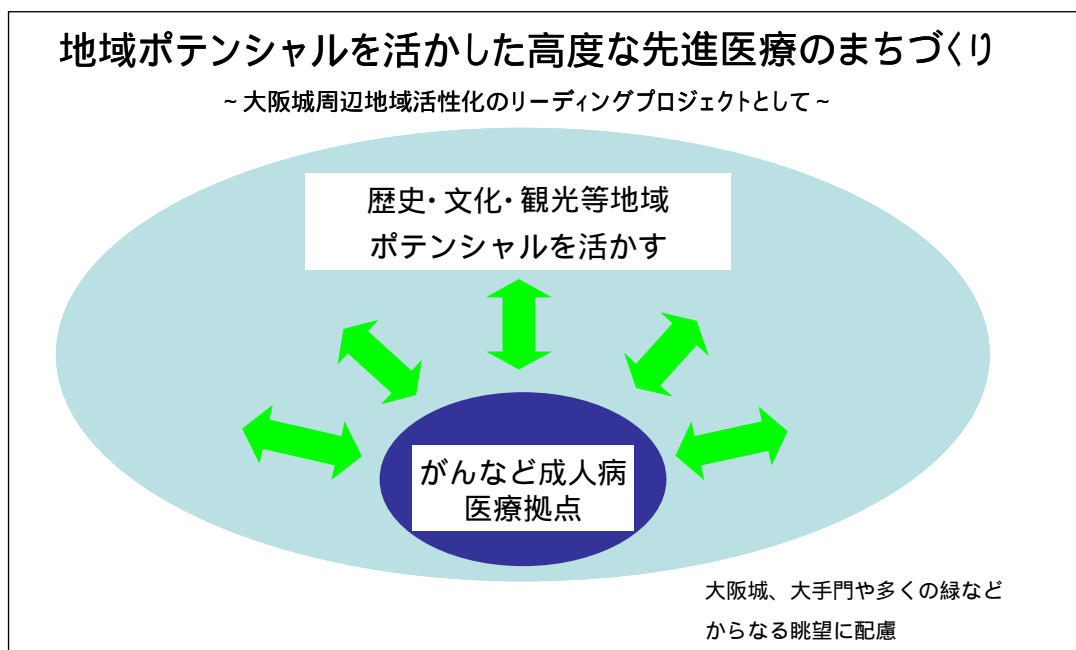 地域ポテンシャルを活かした高度な先進医療のまちづくり
~大阪城周辺地域活性化のリーディングプロジェクトとして~
歴史・文化・観光等地域
ポテンシャルを活かす
がんなど成人病
医療拠点
大阪城、大手門や多くの緑など
からなる眺望に配慮